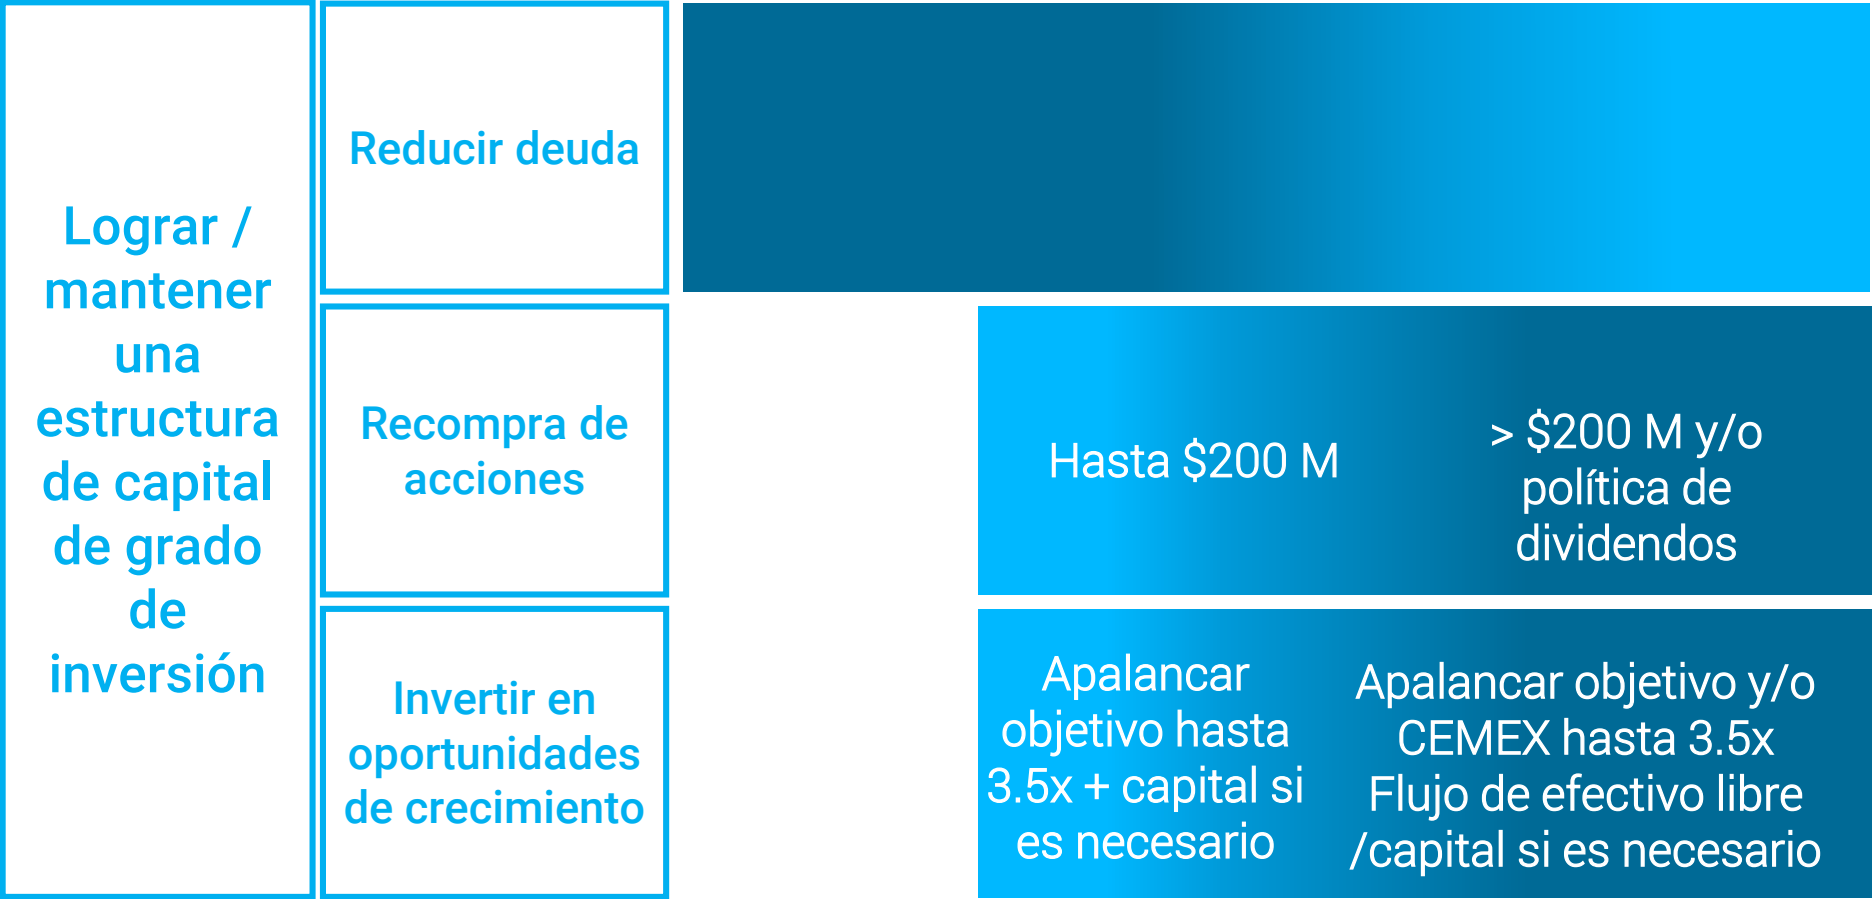 Lograr /
mantener
una
estructura
de capital
de grado
de
inversión
Reducir deuda
Recompra de
acciones
Hasta $200 M
> $200 M y/o
política de
dividendos
Invertir en
oportunidades
de crecimiento
Apalancar
objetivo hasta
3.5x + capital si
es necesario
Apalancar objetivo y/o
CEMEX hasta 3.5x
Flujo de efectivo libre
/capital si es necesario